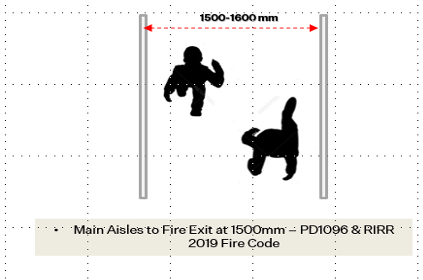 1500-1600 mm
• Main Aisles to Fire Exit at 1500mm – PD1096 & RIRR
2019 Fire Code